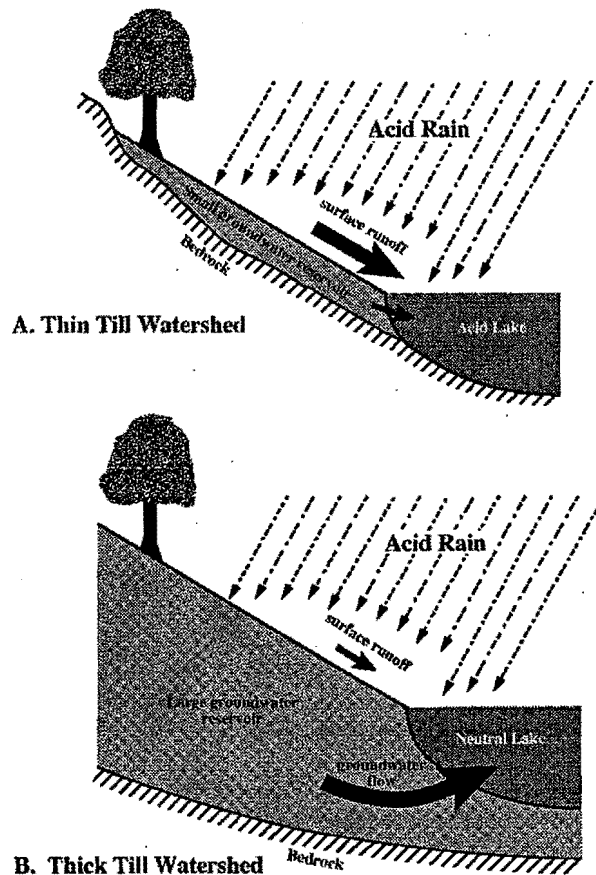 Acid Rain
surface runoff
Small groundwater reservoir
Bedrock
Acid Lake
A. Thin Till Watershed
Acid Rain
surface runoff
Large groundwater
reservoir
Neutral Lake
groundwater
flow
Bedrock
B. Thick Till Watershed